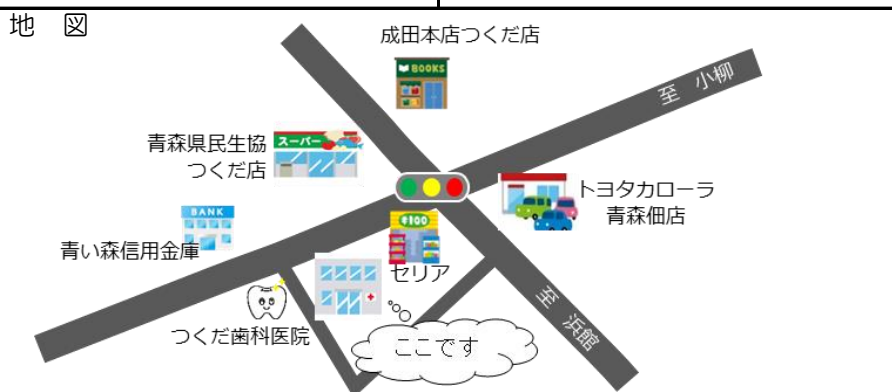 地　図
成田本店つくだ店
BOOKS
至　小柳
青森県民生協
つくだ店
スーパー
トヨタカローラ
青森佃店
BANK
¥100
青い森信用金庫
セリア
つくだ歯科医院
ここです
至　浜館